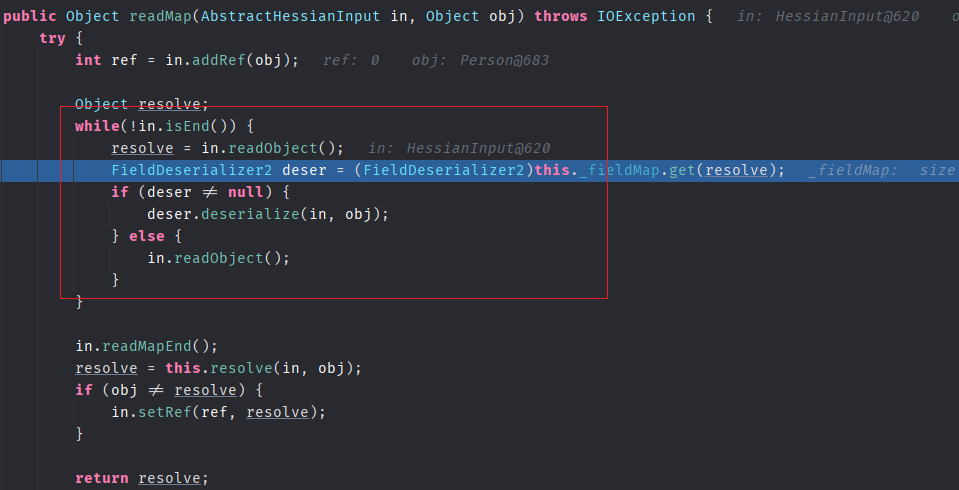 public Object readMap(AbstractHessianInput in, Object obj) throws IOException {   in: HessianInput@620    o
    try {
        int ref = in.addRef(obj);   ref: 0    obj: Person@683

        Object resolve;
        while(!in.isEnd()) {
            resolve = in.readObject();   in: HessianInput@620
            FieldDeserializer2 deser = (FieldDeserializer2)this._fieldMap.get(resolve);   _fieldMap:  size
            if (deser ≠ null) {
                deser.deserialize(in, obj);
            } else {
                in.readObject();
            }
        }

        in.readMapEnd();
        resolve = this.resolve(in, obj);
        if (obj ≠ resolve) {
            in.setRef(ref, resolve);
        }

        return resolve;